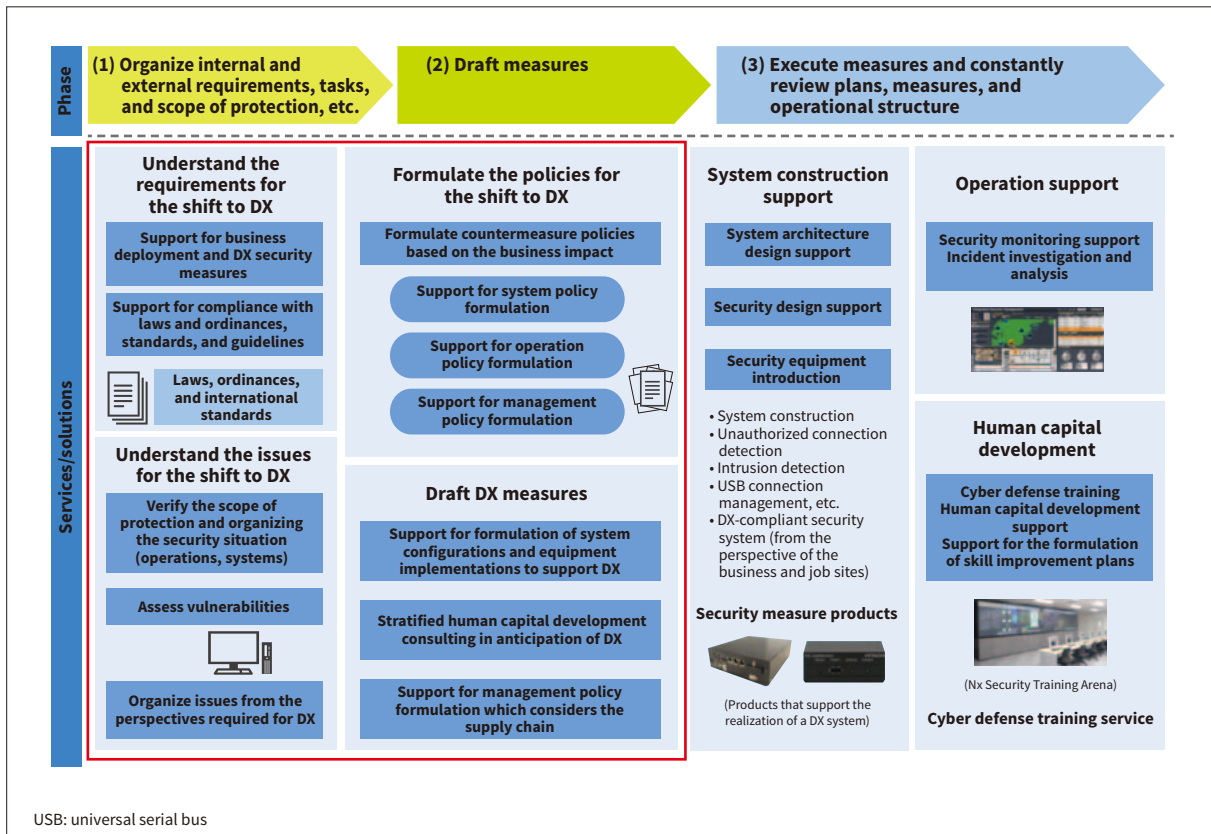 Phase
(1) Organize internal and
external requirements, tasks,
and scope of protection, etc.
(2) Draft measures
(3) Execute measures and constantly
review plans, measures, and
operational structure
Services/solutions
Understand the
requirements for
the shift to DX
Support for business
deployment and DX security
measures
Support for compliance with
laws and ordinances,
standards, and guidelines
Laws, ordinances,
and international
standards
Understand the issues
for the shift to DX
Verify the scope of
protection and organizing
the security situation
(operations, systems)
Assess vulnerabilities
Organize issues from the
perspectives required for DX
Formulate the policies for
the shift to DX
Formulate countermeasure policies
based on the business impact
Support for system policy
formulation
Support for operation
policy formulation
Support for management
policy formulation
Draft DX measures
Support for formulation of system
configurations and equipment
implementations to support DX
Stratified human capital development
consulting in anticipation of DX
Support for management policy
formulation which considers the
supply chain
System construction
support
System architecture
design support
Security design support
Security equipment
introduction
• System construction
• Unauthorized connection
detection
• Intrusion detection
• USB connection
management, etc.
• DX-compliant security
system (from the
perspective of the
business and job sites)
Security measure products
(Products that support the
realization of a DX system)
Operation support
Security monitoring support
Incident investigation and
analysis
Human capital
development
Cyber defense training
Human capital development
support
Support for the formulation
of skill improvement plans
(Nx Security Training Arena)
Cyber defense training service
USB: universal serial bus